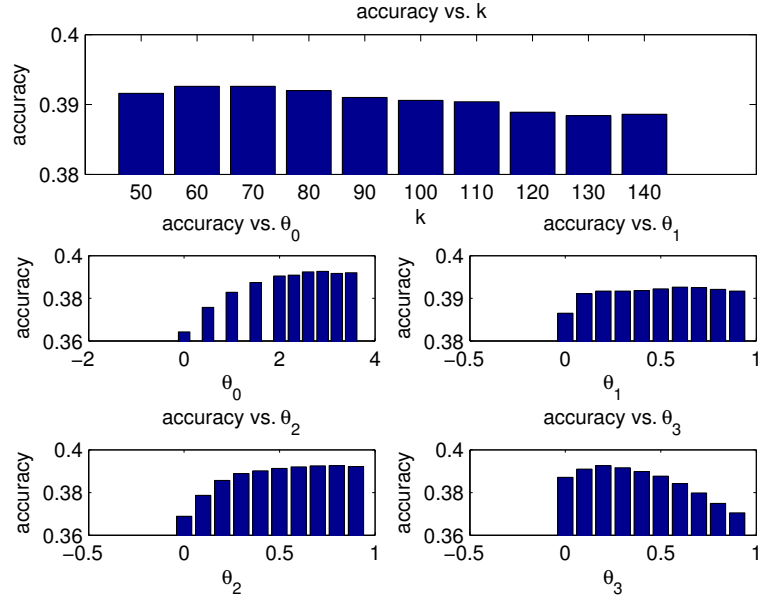 accuracy vs. k
0.4
0.39
0.38
accuracy
50 60 70 80 90 100 110 120 130 140
k
accuracy vs. θ0
0.4
0.38
0.36
accuracy
−2 0 2 4
θ0
accuracy vs. θ1
0.4
0.39
0.38
accuracy
−0.5 0 0.5 1
θ1
accuracy vs. θ2
0.4
0.38
0.36
accuracy
−0.5 0 0.5 1
θ2
accuracy vs. θ3
0.4
0.38
0.36
accuracy
−0.5 0 0.5 1
θ3